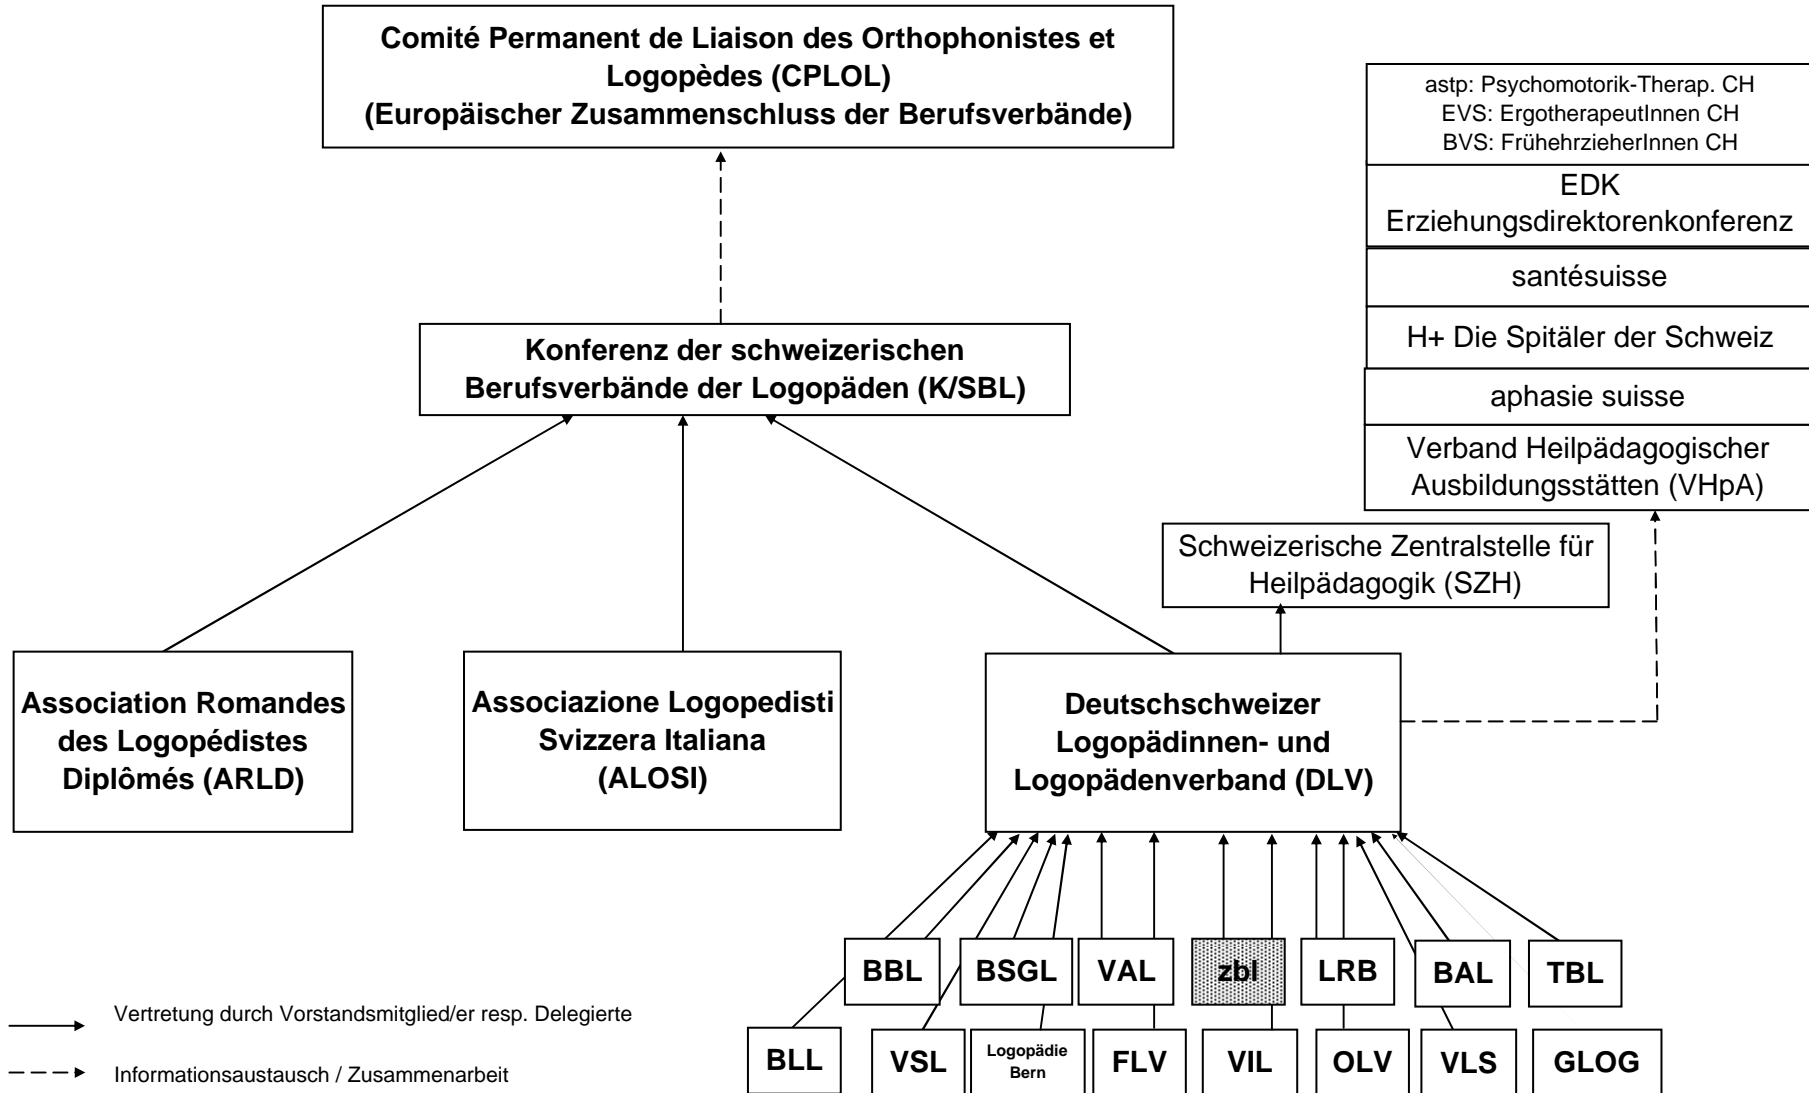 Comité Permanent de Liaison des Orthophonistes et
Logopèdes (CPLOL)
(Europäischer Zusammenschluss der Berufsverbände)
astp: Psychomotorik-Therap. CH
EVS: ErgotherapeutInnen CH
BVS: FrühehrzieherInnen CH
EDK
Erziehungsdirektorenkonferenz
santésuisse
H+ Die Spitäler der Schweiz
aphasie suisse
Verband Heilpädagogischer
Ausbildungsstätten (VHpA)
Konferenz der schweizerischen
Berufsverbände der Logopäden (K/SBL)
Schweizerische Zentralstelle für
Heilpädagogik (SZH)
Association Romandes
des Logopédistes
Diplômés (ARLD)
Associazione Logopedisti
Svizzera Italiana
(ALOSI)
Deutschschweizer
Logopädinnen- und
Logopädenverband (DLV)
BBL
BSGL
VAL
zbl
LRB
BAL
TBL
BLL
VSL
Logopädie
Bern
FLV
VIL
OLV
VLS
GLOG
Vertretung durch Vorstandsmitglied/er resp. Delegierte
Informationsaustausch / Zusammenarbeit